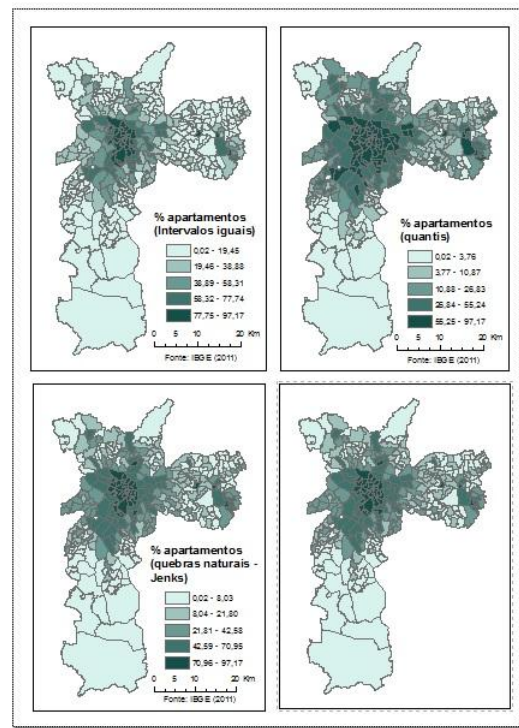 % apartamentos
(Intervalos iguais)
0,02 - 19,45
19,46 - 38,88
38,89 - 58,31
58,32 - 77,74
77,75 - 97,17
0 5 10 20 Km
Fonte: IBGE (2011)
% apartamentos
(quantis)
0,02 - 3,76
3,77 - 10,87
10,88 - 26,83
26,84 - 55,24
55,25 - 97,17
0 5 10 20 Km
Fonte: IBGE (2011)
% apartamentos
(quebras naturais -
Jenks)
0,02 - 8,03
8,04 - 21,80
21,81 - 42,58
42,59 - 70,95
70,96 - 97,17
0 5 10 20 Km
Fonte: IBGE (2011)